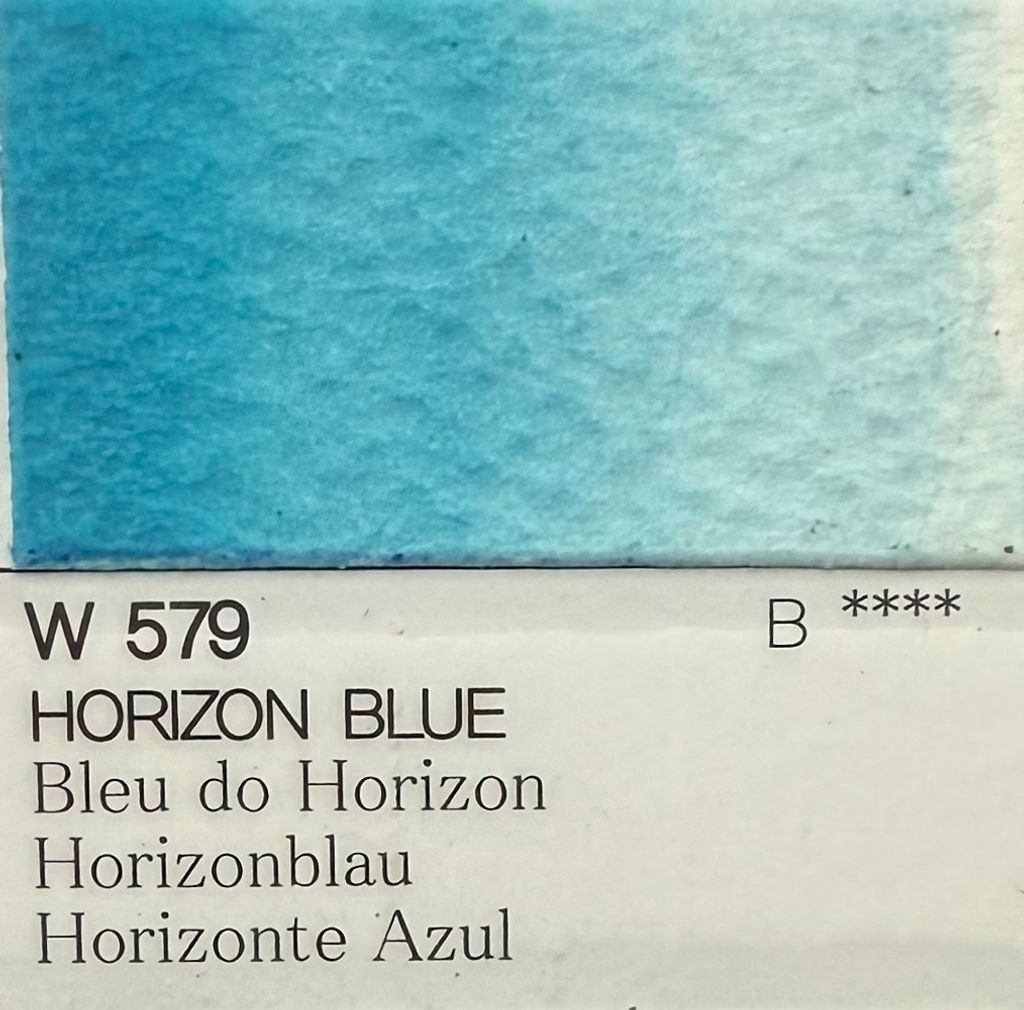 W 579 B ****
HORIZON BLUE
Bleu do Horizon
Horizonblau
Horizonte Azul